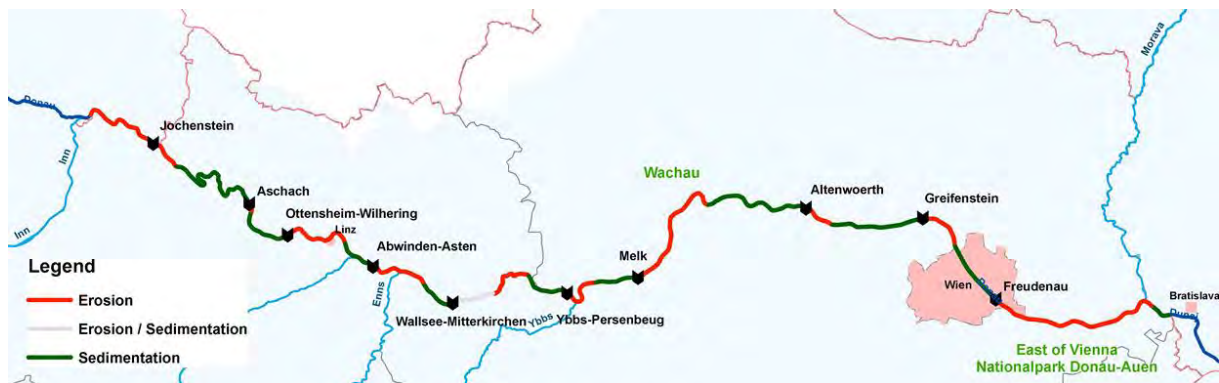 Donau
Jochenstein
Inn
Inn
Aschach
Ottensheim-Wilhering
Linz
Abwinden-Asten
Enns
Wallsee-Mitterkirchen
Ybbs
Ybbs-Persenbeug
Melk
Wachau
Altenwoerth
Greifenstein
Wien
Freudenau
Morava
Bratislava
Dunaj
East of Vienna
Nationalpark Donau-Auen
Legend
Erosion
Erosion / Sedimentation
Sedimentation